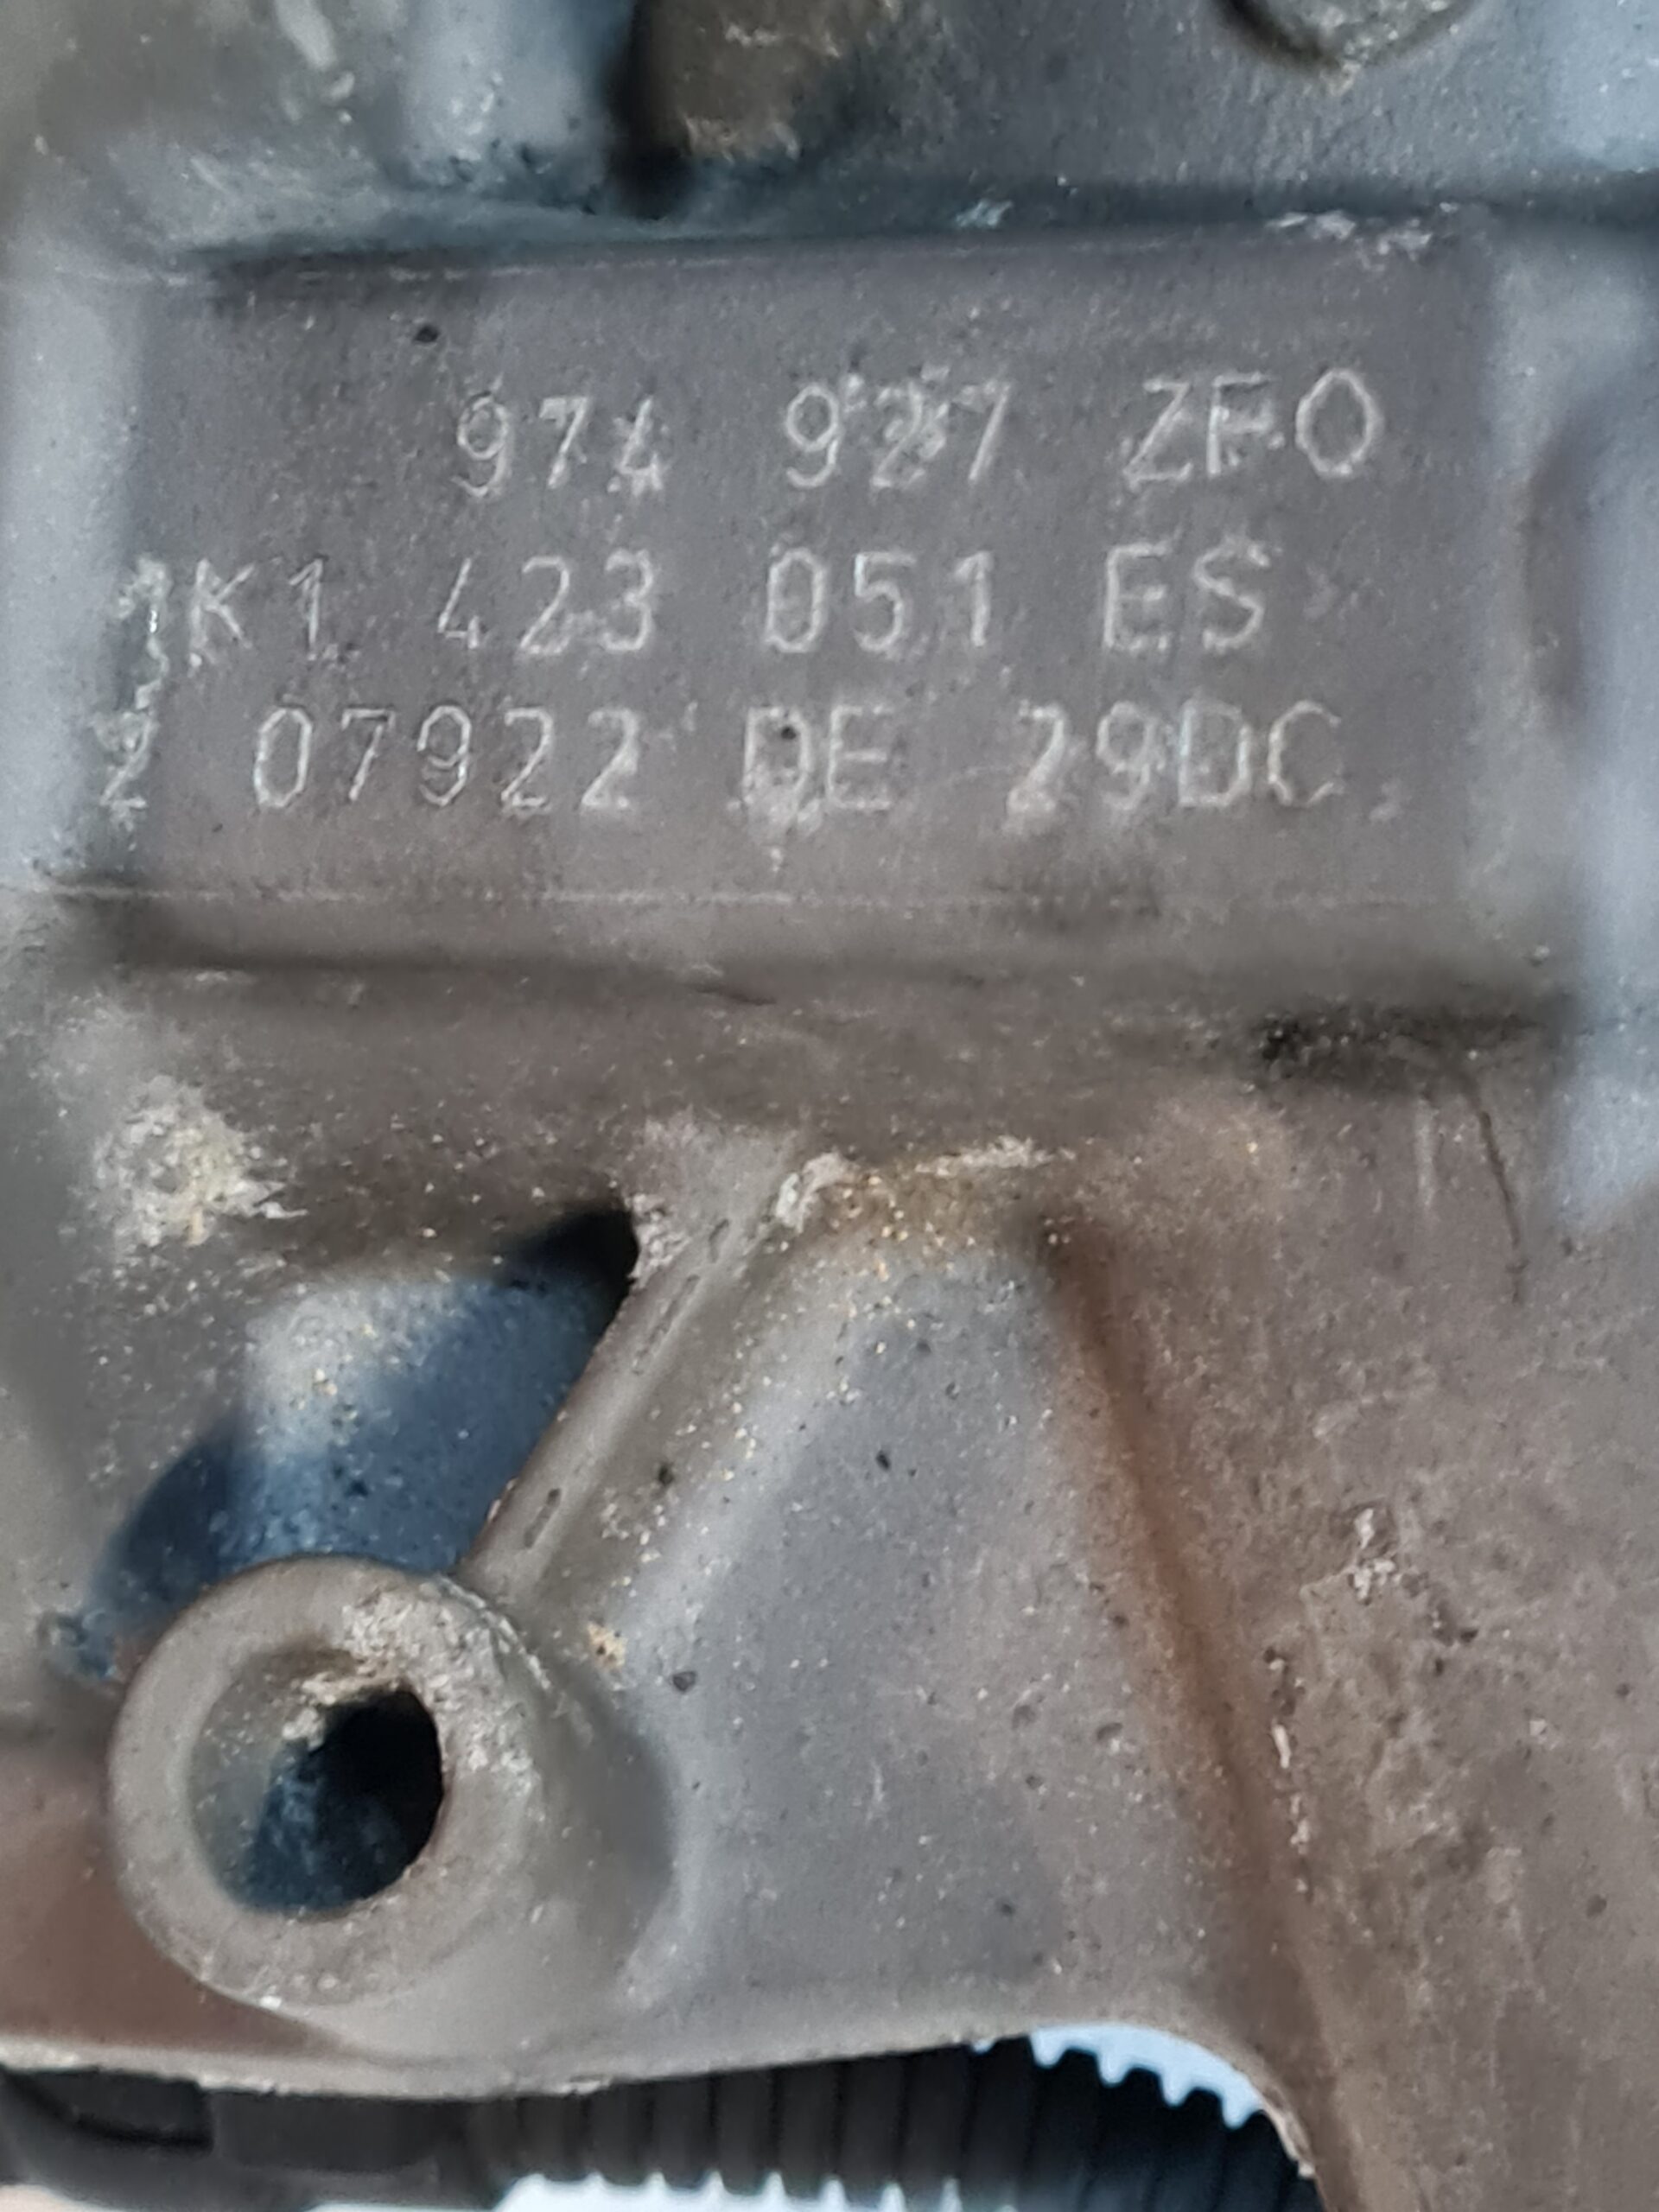 974 927 ZFO
1K1 423 051 ES
2 07922 DE 29DC